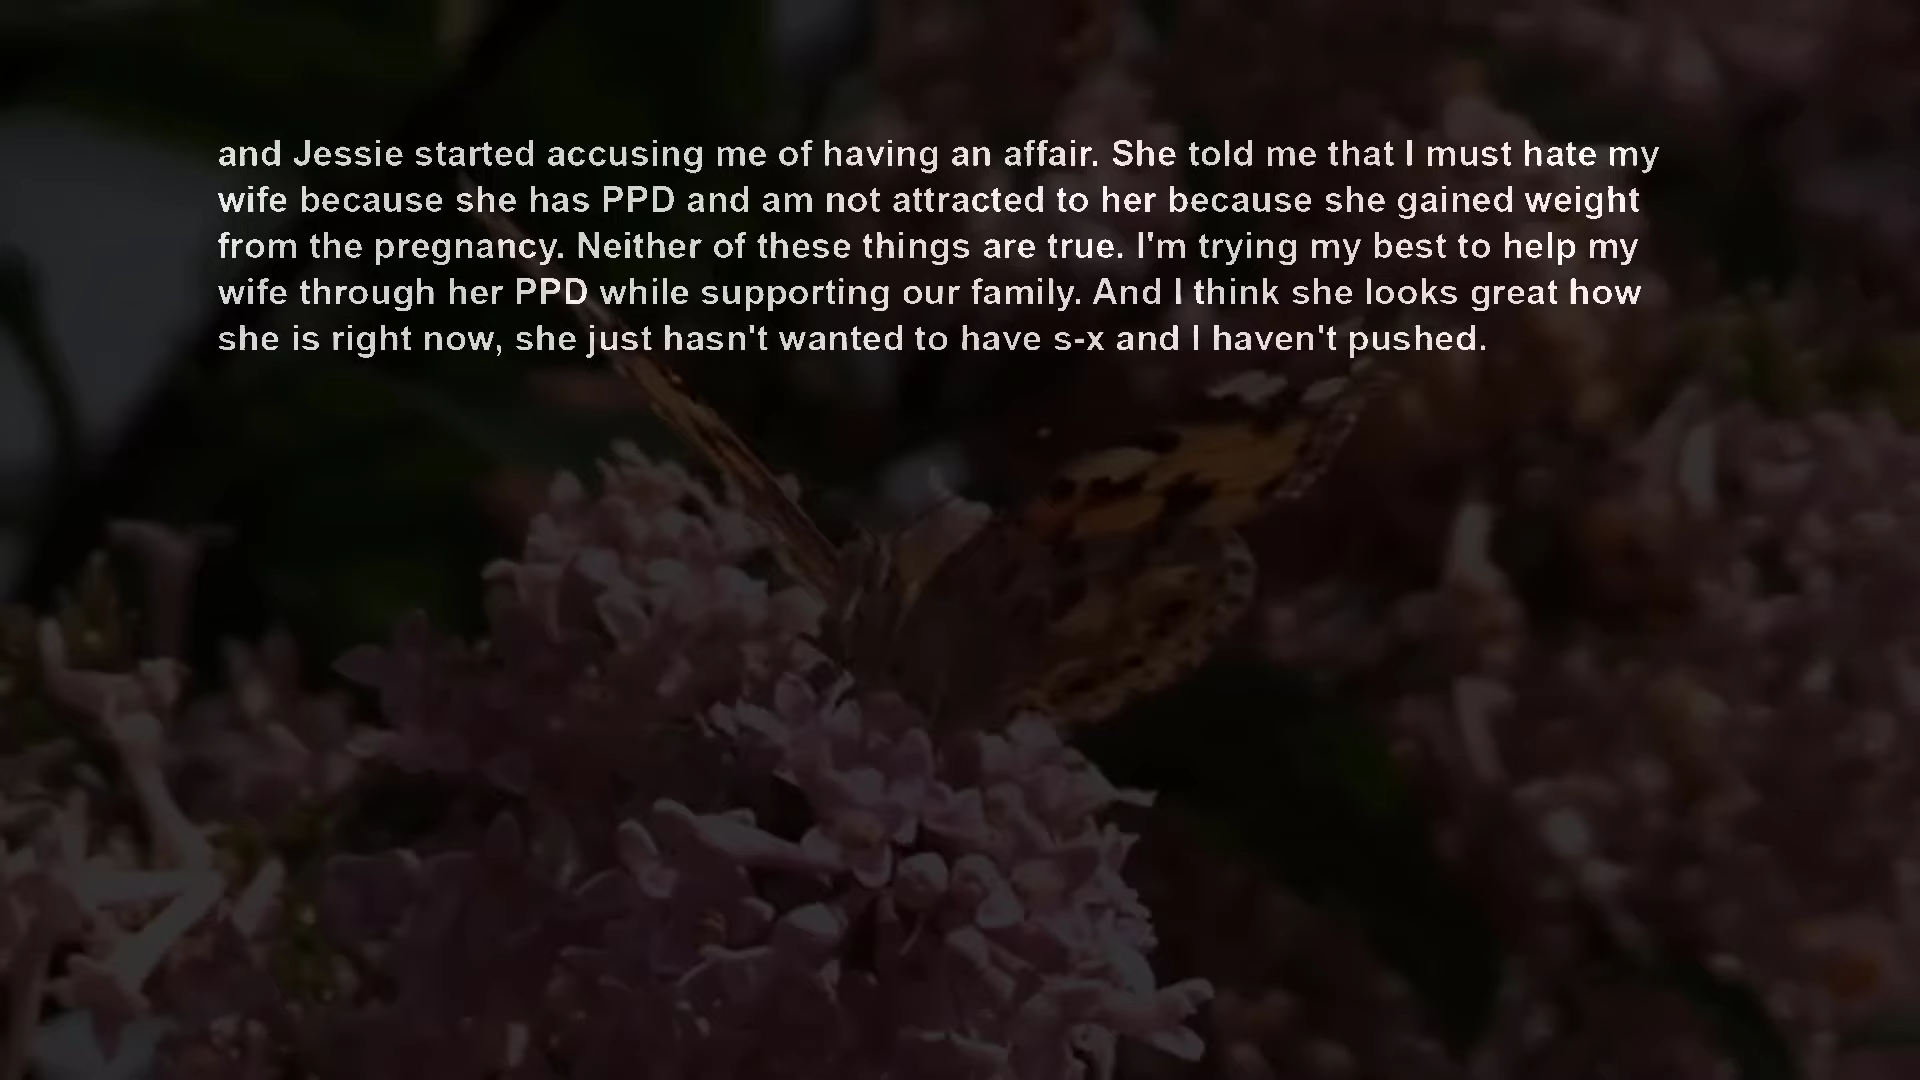 and Jessie started accusing me of having an affair. She told me that I must hate my
wife because she has PPD and am not attracted to her because she gained weight
from the pregnancy. Neither of these things are true. I'm trying my best to help my
wife through her PPD while supporting our family. And I think she looks great how
she is right now, she just hasn't wanted to have s-x and I haven't pushed.